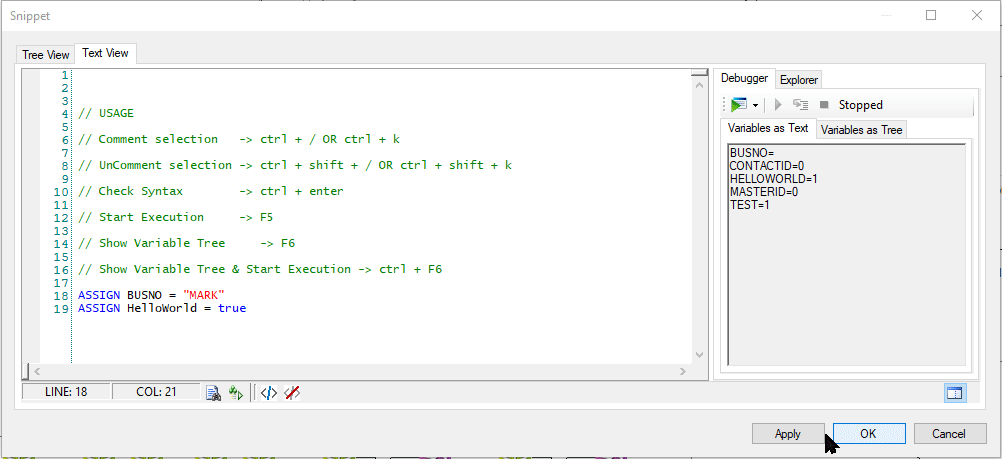 Snippet
Tree View Text View
1
2
3
4 // USAGE
5
6 // Comment selection -> ctrl + / OR ctrl + k
7
8 // UnComment selection -> ctrl + shift + / OR ctrl + shift + k
9
10 // Check Syntax -> ctrl + enter
11
12 // Start Execution -> F5
13
14 // Show Variable Tree -> F6
15
16 // Show Variable Tree & Start Execution -> ctrl + F6
17
18 ASSIGN BUSNO = "MARK"
19 ASSIGN HelloWorld = true
LINE: 18 COL: 21
Debugger Explorer
Stopped
Variables as Text Variables as Tree
BUSNO=
CONTACTID=0
HELLOWORLD=1
MASTERID=0
TEST=1
Apply OK Cancel